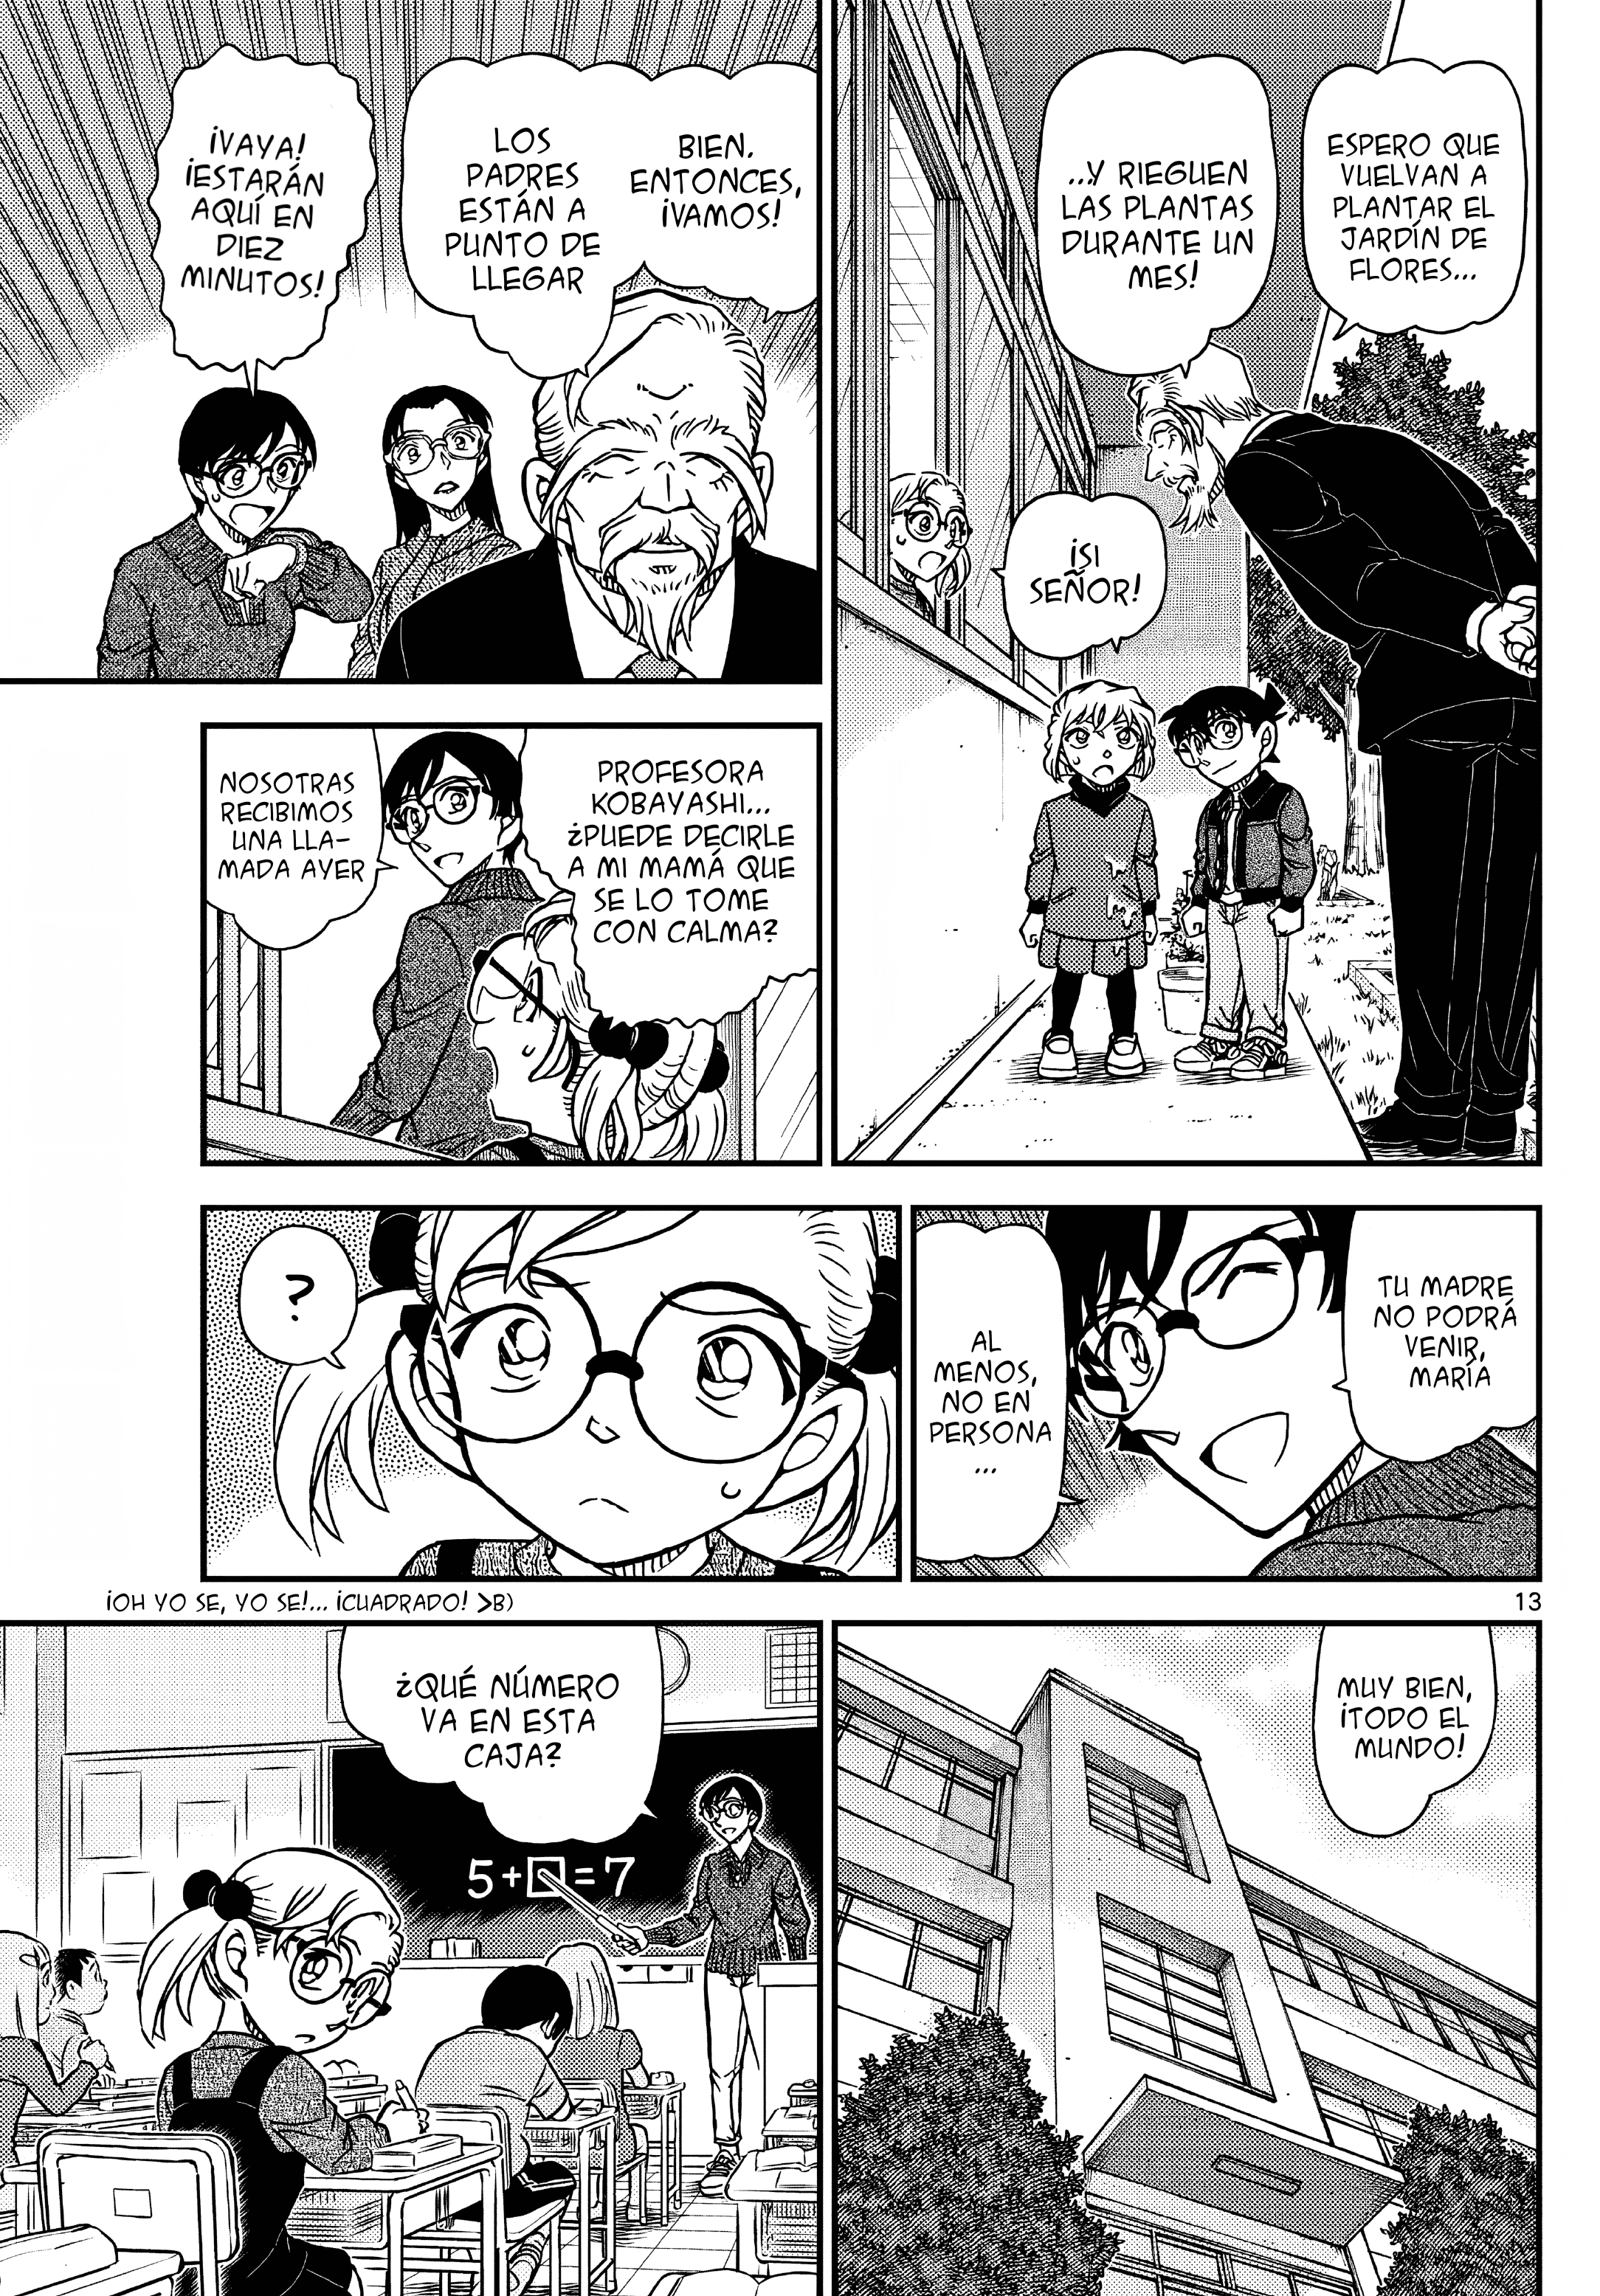 ESPERO QUE
VUELVAN A
PLANTAR EL
JARDÍN DE
FLORES...
...Y RIEGUEN
LAS PLANTAS
DURANTE UN
MES!
¡SI
SEÑOR!
BIEN.
ENTONCES,
¡VAMOS!
LOS
PADRES
ESTÁN A
PUNTO DE
LLEGAR
¡VAYA!
¡ESTARÁN
AQUÍ EN
DIEZ
MINUTOS!
PROFESORA
KOBAYASHI...
¿PUEDE DECIRLE
A MI MAMÁ QUE
SE LO TOME
CON CALMA?
NOSOTRAS
RECIBIMOS
UNA LLA-
MADA AYER
TU MADRE
NO PODRÁ
VENIR,
MARÍA
AL
MENOS,
NO EN
PERSONA
...
?
13
¡OH YO SE, YO SE!... ¡CUADRADO! >B)
MUY BIEN,
¡TODO EL
MUNDO!
¿QUÉ NÚMERO
VA EN ESTA
CAJA?
5+□=7